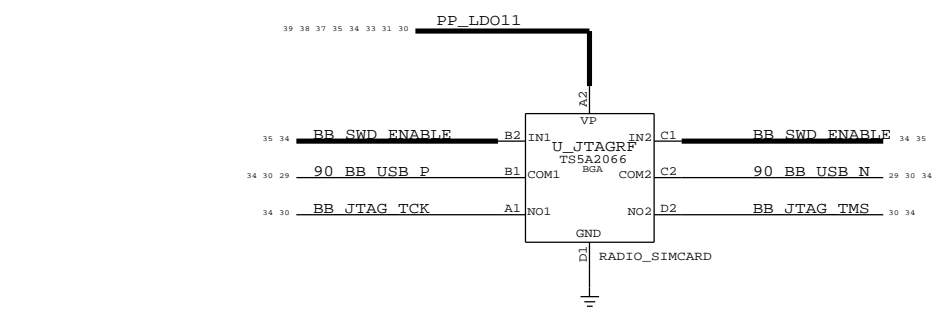 PP_LDO11
39 38 37 35 34 33 31 30
A2
VP
35 34 BB_SWD_ENABLE B2 IN1 IN2 C1 BB_SWD_ENABLE 34 35
U_JTAGRF
TS5A2066
BGA
34 30 29 90_BB_USB_P B1 COM1 COM2 C2 90_BB_USB_N 29 30 34
34 30 BB_JTAG_TCK A1 NO1 NO2 D2 BB_JTAG_TMS 30 34
GND
D1 RADIO_SIMCARD